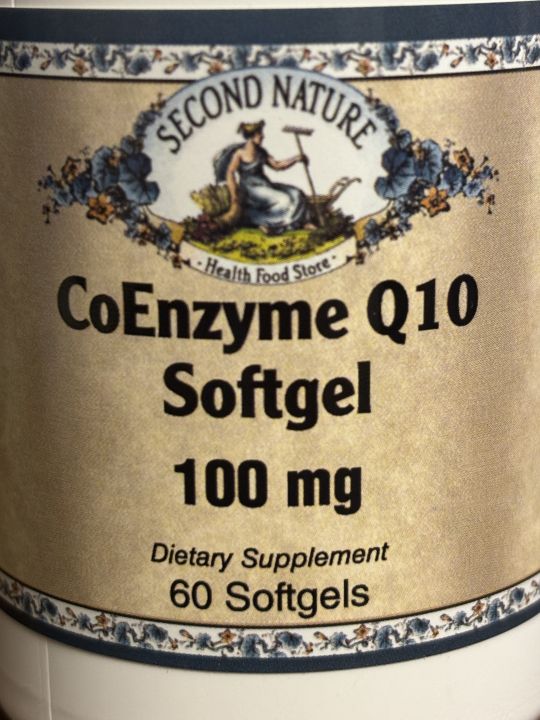 SECOND NATURE
· Health Food Store ·
CoEnzyme Q10
Softgel
100 mg
Dietary Supplement
60 Softgels